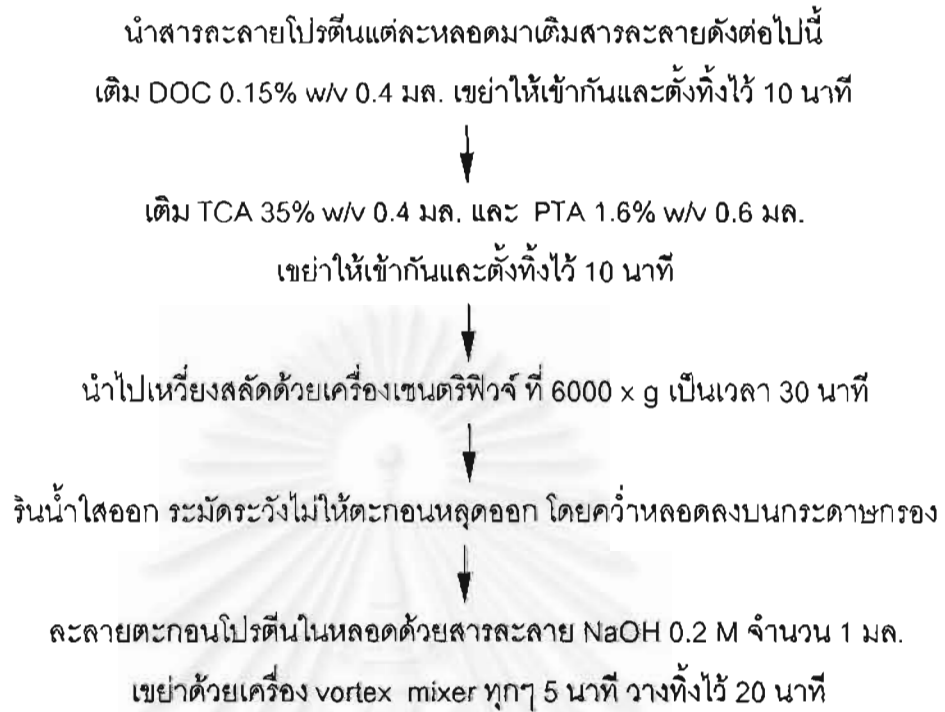 นำสารละลายโปรตีนแต่ละหลอดมาเติมสารละลายดังต่อไปนี้
เติม DOC 0.15% w/v 0.4 มล. เขย่าให้เข้ากันและตั้งทิ้งไว้ 10 นาที
เติม TCA 35% w/v 0.4 มล. และ PTA 1.6% w/v 0.6 มล.
เขย่าให้เข้ากันและตั้งทิ้งไว้ 10 นาที
นำไปเหวี่ยงสลัดด้วยเครื่องเซนตริฟิวจ์ ที่ 6000 x g เป็นเวลา 30 นาที
รินน้ำใสออก ระมัดระวังไม่ให้ตะกอนหลุดออก โดยคว่ำหลอดลงบนกระดาษกรอง
ละลายตะกอนโปรตีนในหลอดด้วยสารละลาย NaOH 0.2 M จำนวน 1 มล.
เขย่าด้วยเครื่อง vortex mixer ทุกๆ 5 นาที วางทิ้งไว้ 20 นาที